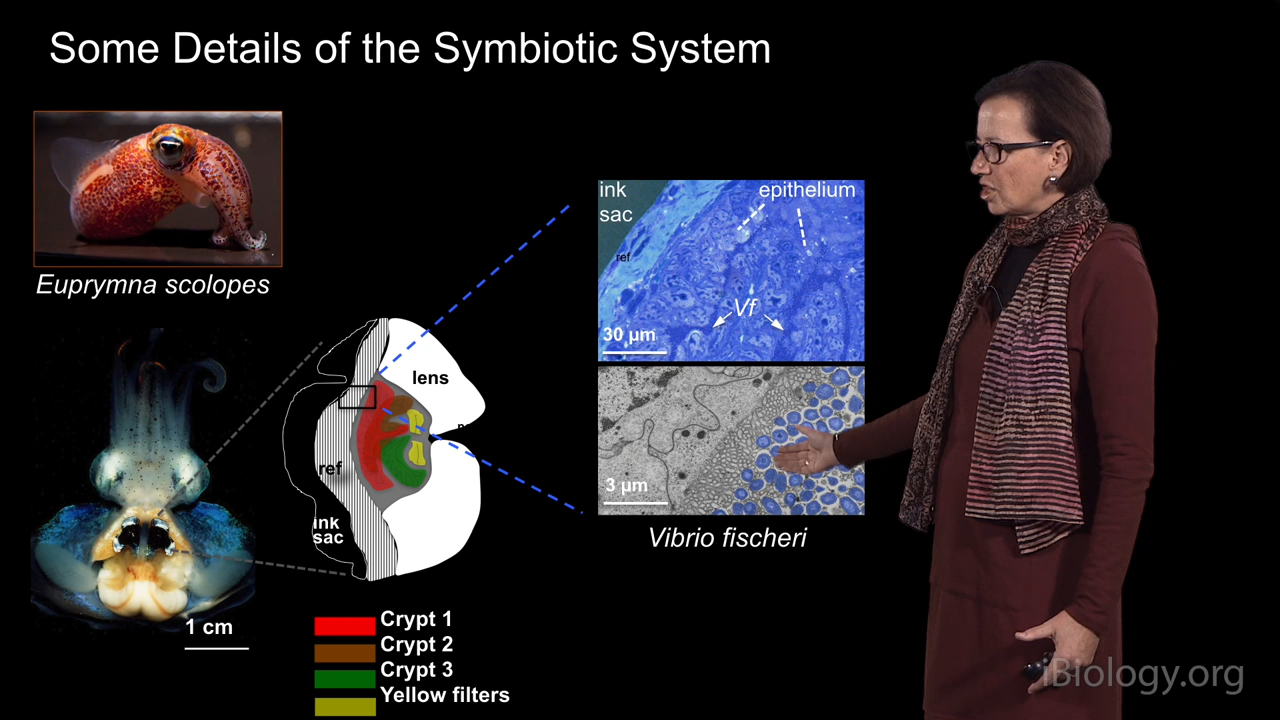 Some Details of the Symbiotic System
Euprymna scolopes
1 cm
lens
ref
ink
sac
Crypt 1
Crypt 2
Crypt 3
Yellow filters
ink
sac
epithelium
ref
Vf
30 µm
3 µm
Vibrio fischeri
iBiology.org